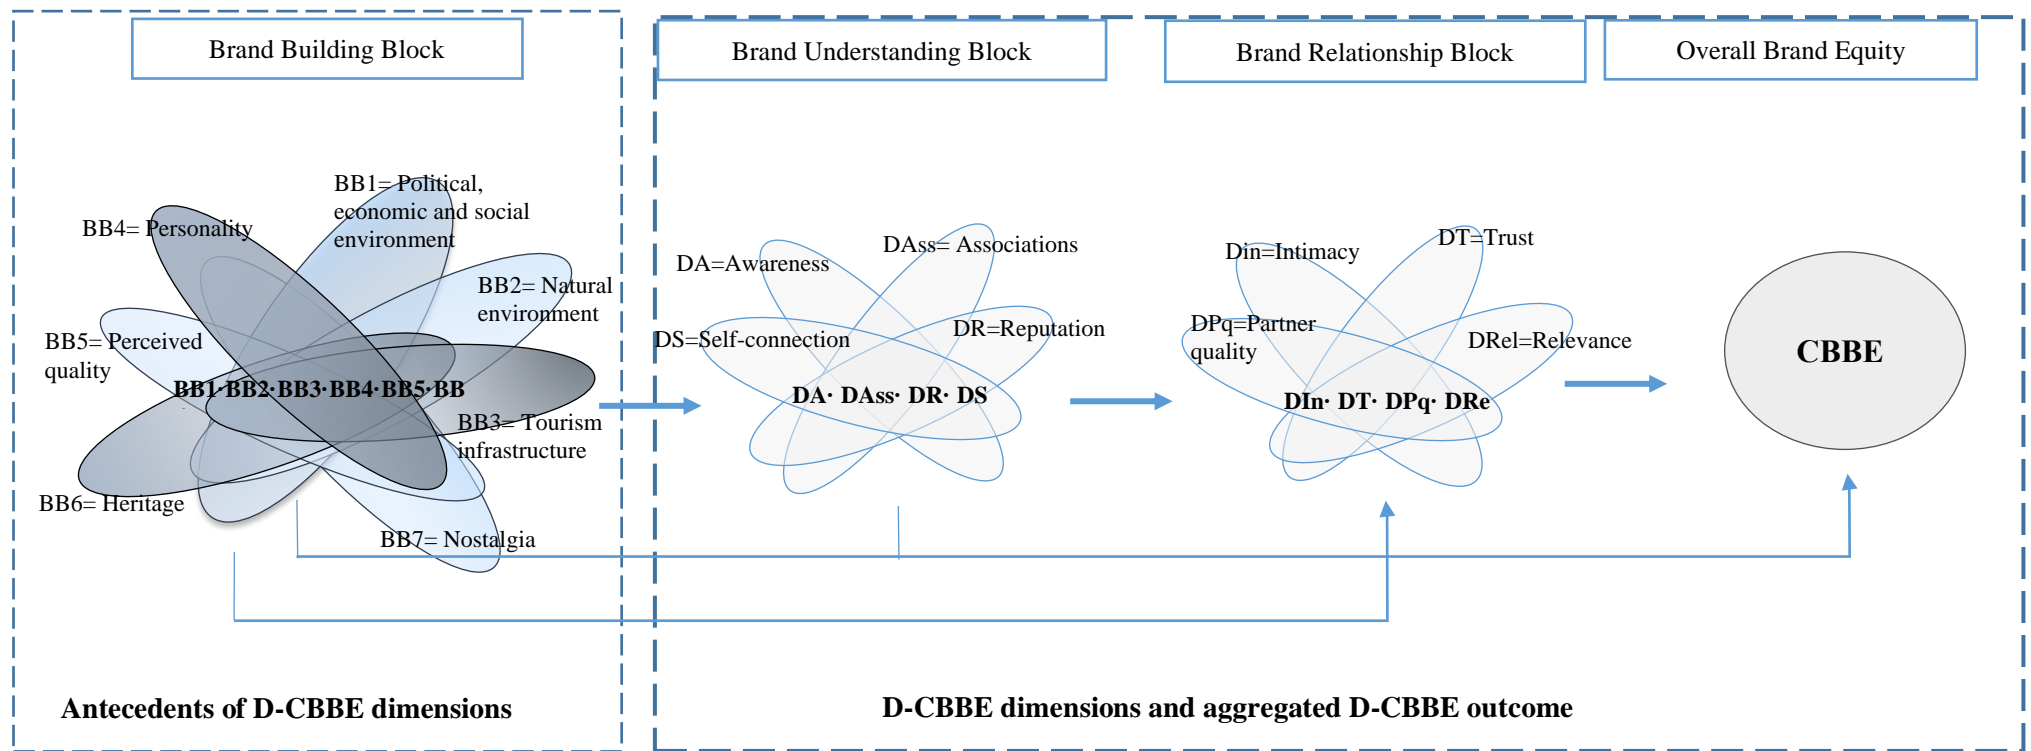 Brand Building Block
Brand Understanding Block
Brand Relationship Block
Overall Brand Equity
BB1= Political,
economic and social
environment
BB4= Personality
BB2= Natural
environment
BB5= Perceived
quality
BB1·BB2·BB3·BB4·BB5·BB
BB3= Tourism
infrastructure
BB6= Heritage
BB7= Nostalgia
DAss= Associations
DA=Awareness
DR=Reputation
DS=Self-connection
DA· DAss· DR· DS
DT=Trust
Din=Intimacy
DPq=Partner
quality
DRel=Relevance
DIn· DT· DPq· DRe
CBBE
Antecedents of D-CBBE dimensions
D-CBBE dimensions and aggregated D-CBBE outcome